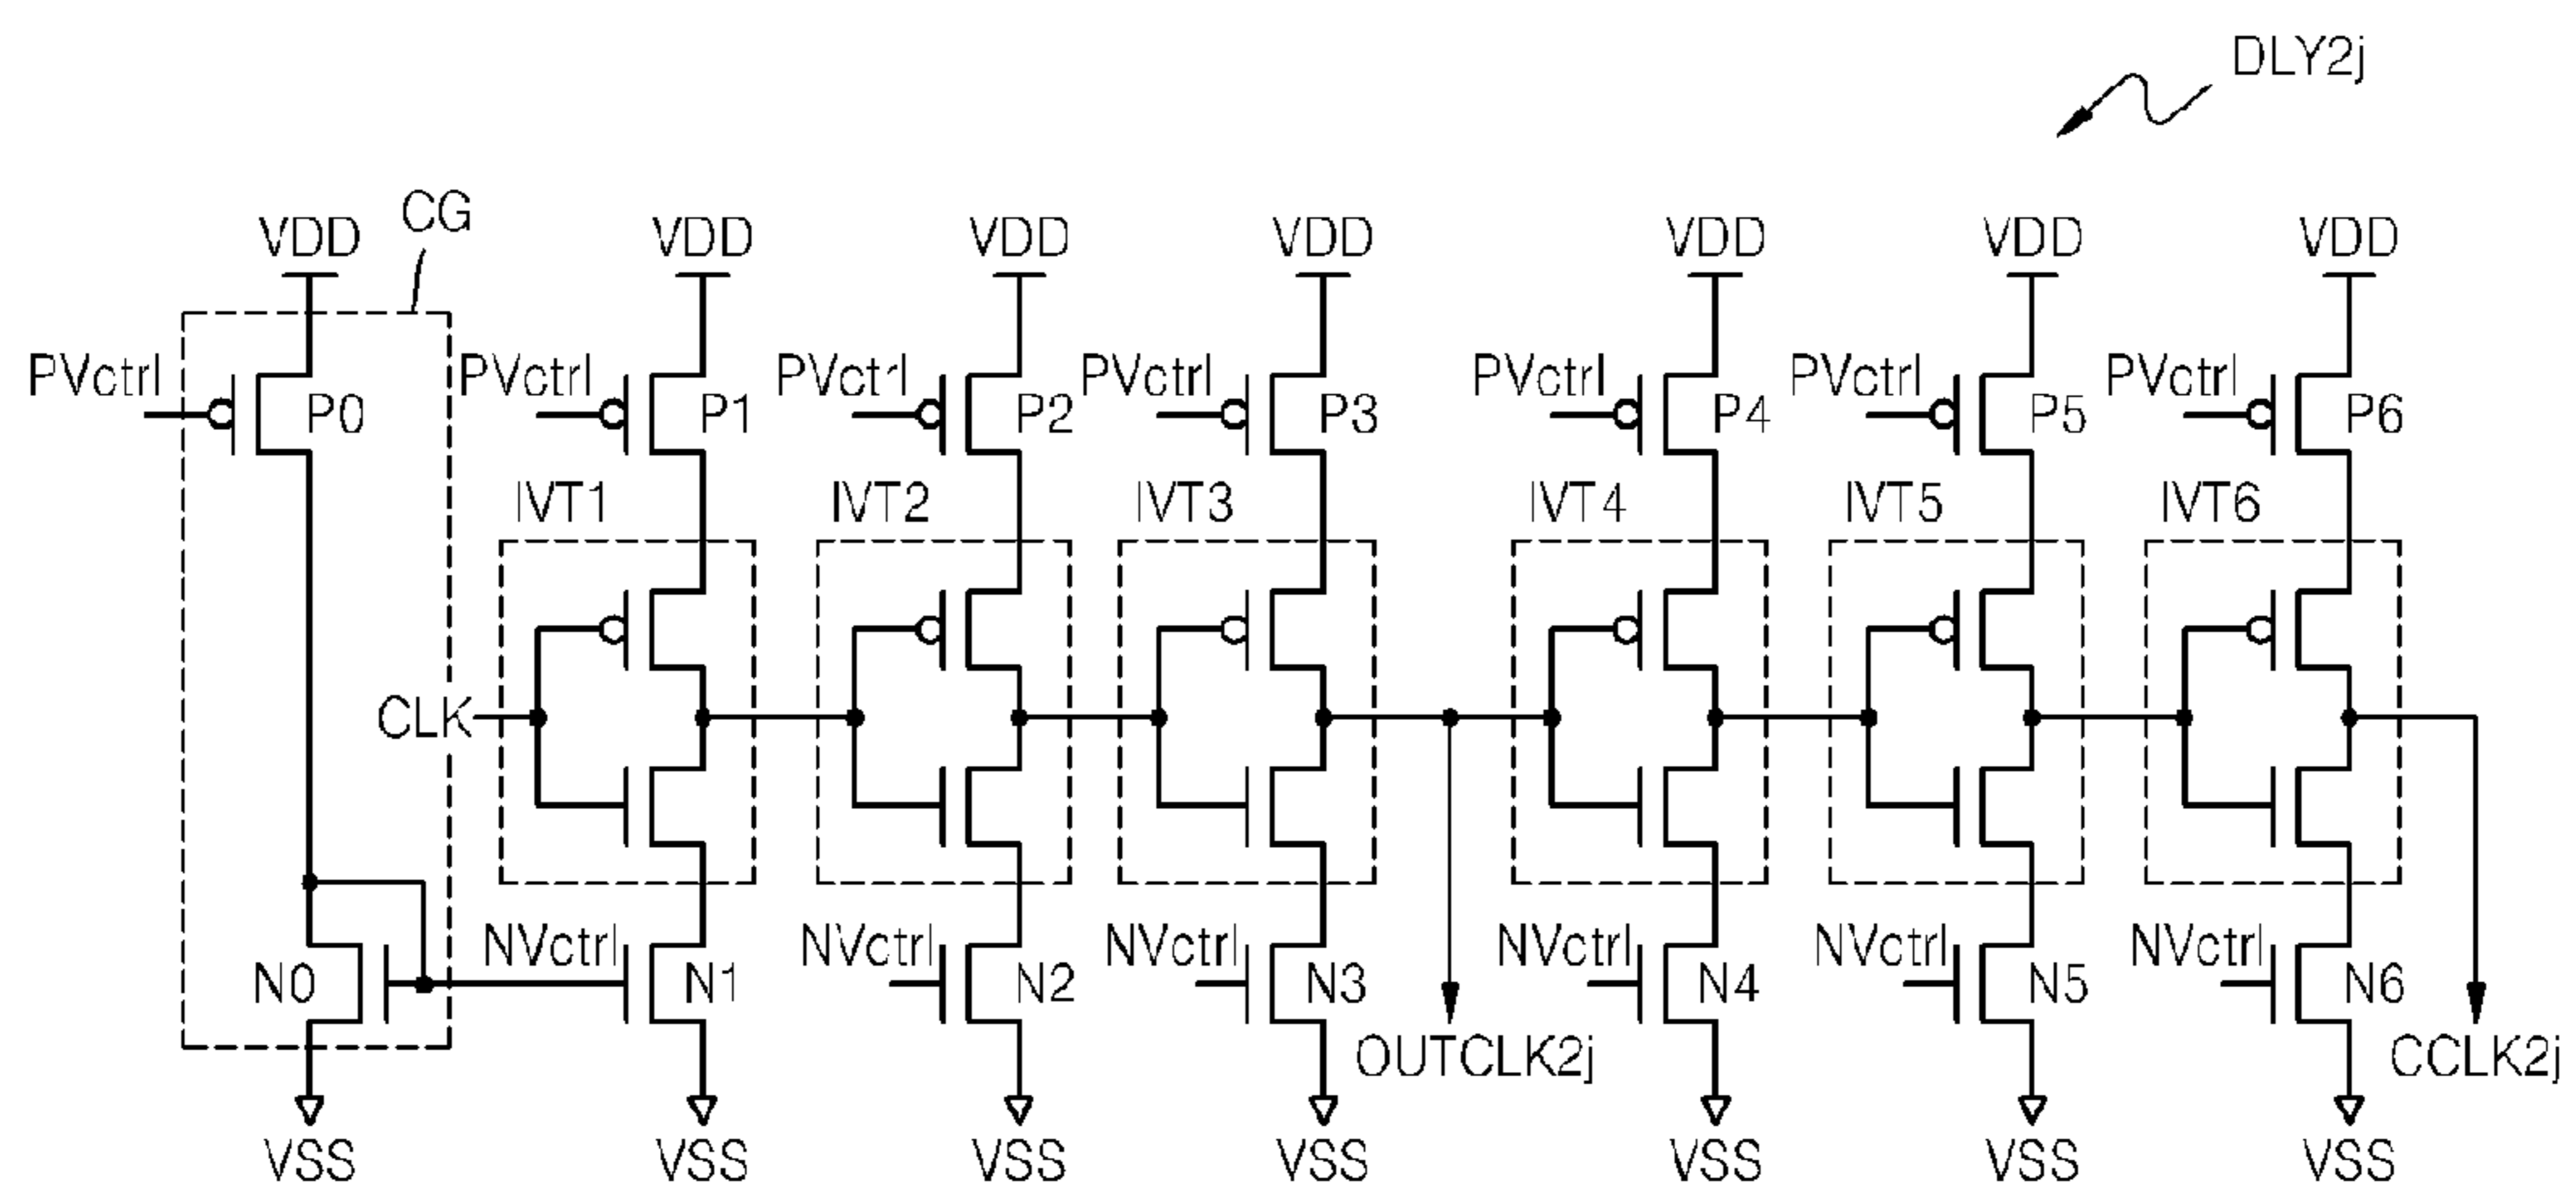 DLY2j
CG
VDD VDD VDD VDD VDD VDD VDD
PVctrl PVctrl PVctrl PVctrl PVctrl PVctrl PVctrl
P0 P1 P2 P3 P4 P5 P6
IVT1 IVT2 IVT3 IVT4 IVT5 IVT6
CLK
NVctrl NVctrl NVctrl NVctrl NVctrl NVctrl
N0 N1 N2 N3 N4 N5 N6
OUTCLK2j CCLK2j
VSS VSS VSS VSS VSS VSS VSS